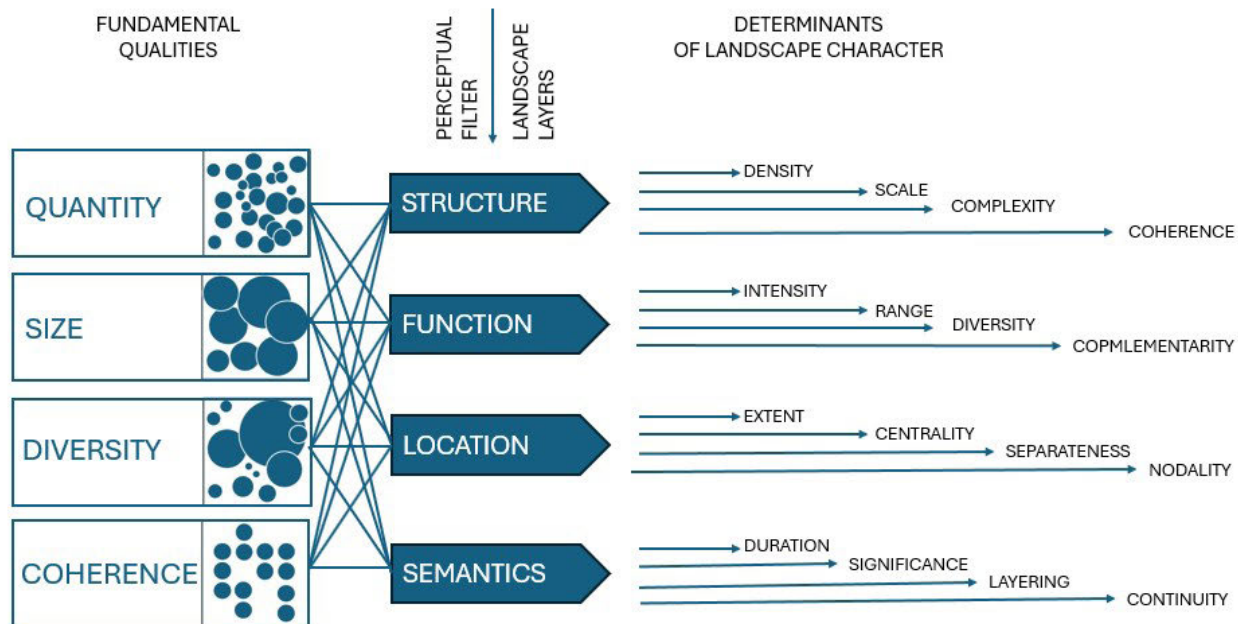 FUNDAMENTAL
QUALITIES
PERCEPTUAL
FILTER
LANDSCAPE
LAYERS
DETERMINANTS
OF LANDSCAPE CHARACTER
QUANTITY
STRUCTURE
DENSITY
SCALE
COMPLEXITY
COHERENCE
SIZE
FUNCTION
INTENSITY
RANGE
DIVERSITY
COPMLEMENTARITY
DIVERSITY
LOCATION
EXTENT
CENTRALITY
SEPARATENESS
NODALITY
COHERENCE
SEMANTICS
DURATION
SIGNIFICANCE
LAYERING
CONTINUITY